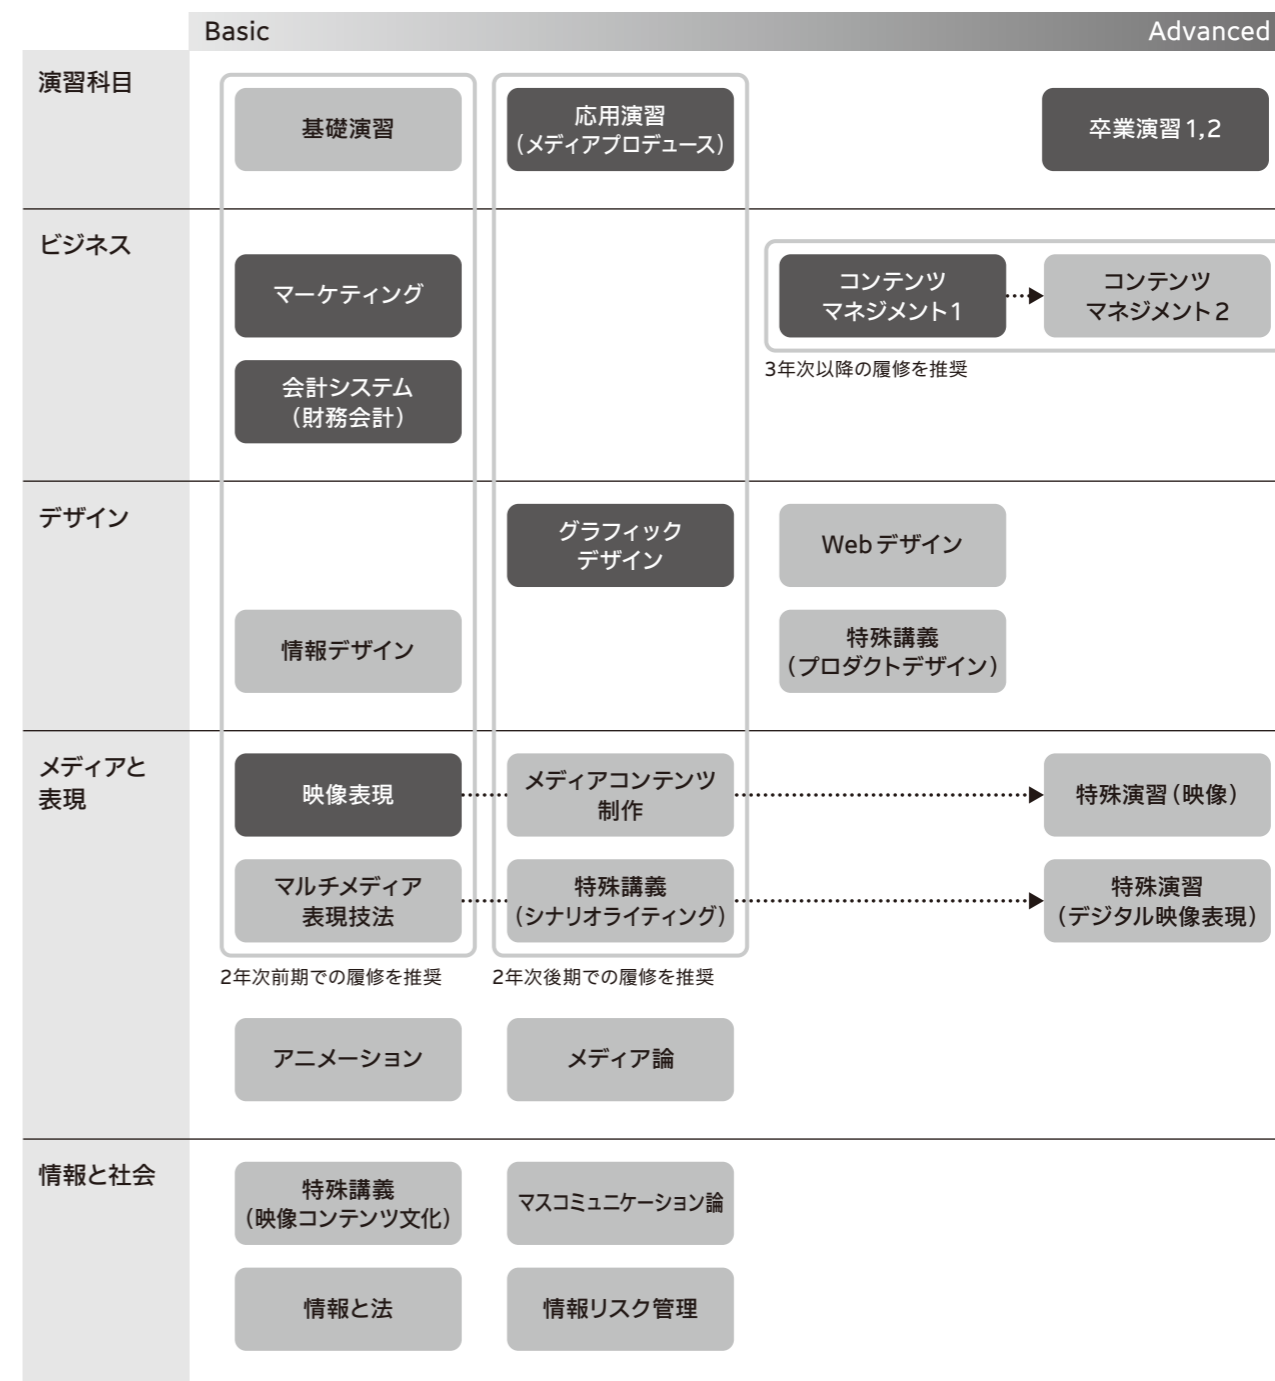 Basic
Advanced
演習科目
基礎演習
応用演習
（メディアプロデュース）
卒業演習1,2
ビジネス
マーケティング
コンテンツ
マネジメント1
コンテンツ
マネジメント2
3年次以降の履修を推奨
会計システム
（財務会計）
デザイン
グラフィック
デザイン
Webデザイン
情報デザイン
特殊講義
（プロダクトデザイン）
メディアと
表現
映像表現
メディアコンテンツ
制作
特殊演習（映像）
マルチメディア
表現技法
特殊講義
（シナリオライティング）
特殊演習
（デジタル映像表現）
2年次前期での履修を推奨
2年次後期での履修を推奨
アニメーション
メディア論
情報と社会
特殊講義
（映像コンテンツ文化）
マスコミュニケーション論
情報と法
情報リスク管理